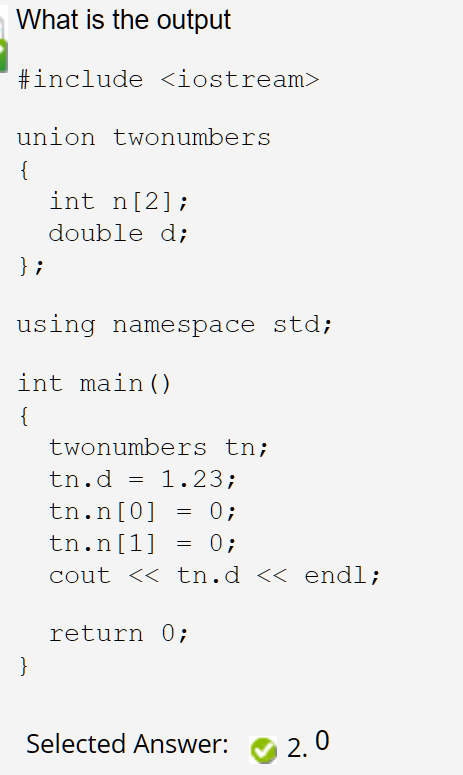 What is the output
#include <iostream>
union twonumbers
{
int n[2];
double d;
};
using namespace std;
int main()
{
twonumbers tn;
tn.d = 1.23;
tn.n[0] = 0;
tn.n[1] = 0;
cout << tn.d << endl;
return 0;
}
Selected Answer: 2. 0